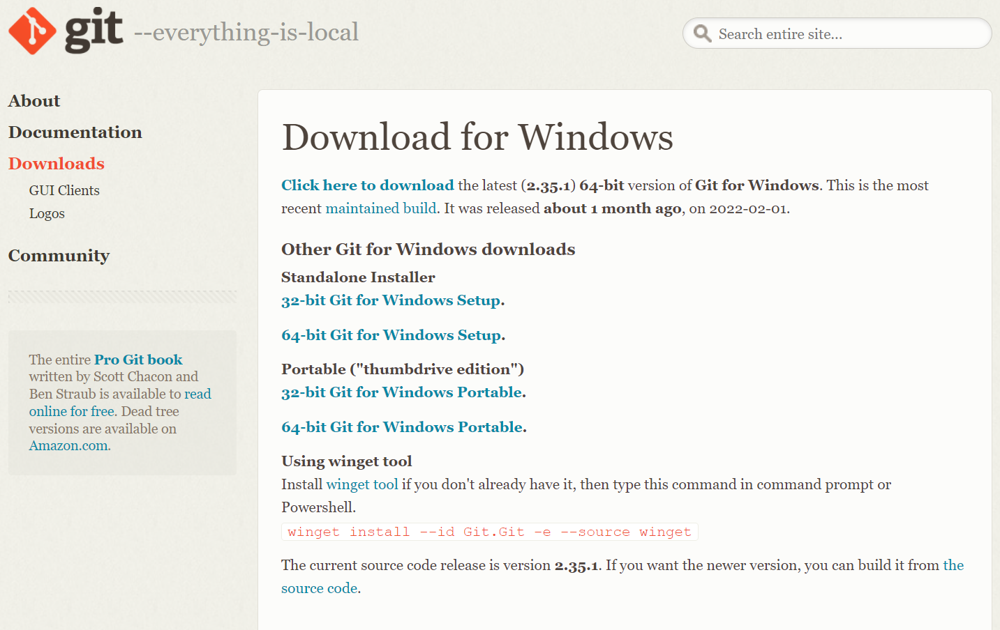 git --everything-is-local
Search entire site...
About
Documentation
Downloads
GUI Clients
Logos
Community
The entire Pro Git book
written by Scott Chacon and
Ben Straub is available to read
online for free. Dead tree
versions are available on
Amazon.com.
Download for Windows
Click here to download the latest (2.35.1) 64-bit version of Git for Windows. This is the most
recent maintained build. It was released about 1 month ago, on 2022-02-01.
Other Git for Windows downloads
Standalone Installer
32-bit Git for Windows Setup.
64-bit Git for Windows Setup.
Portable ("thumbdrive edition")
32-bit Git for Windows Portable.
64-bit Git for Windows Portable.
Using winget tool
Install winget tool if you don't already have it, then type this command in command prompt or
Powershell.
winget install --id Git.Git -e --source winget
The current source code release is version 2.35.1. If you want the newer version, you can build it from the
source code.